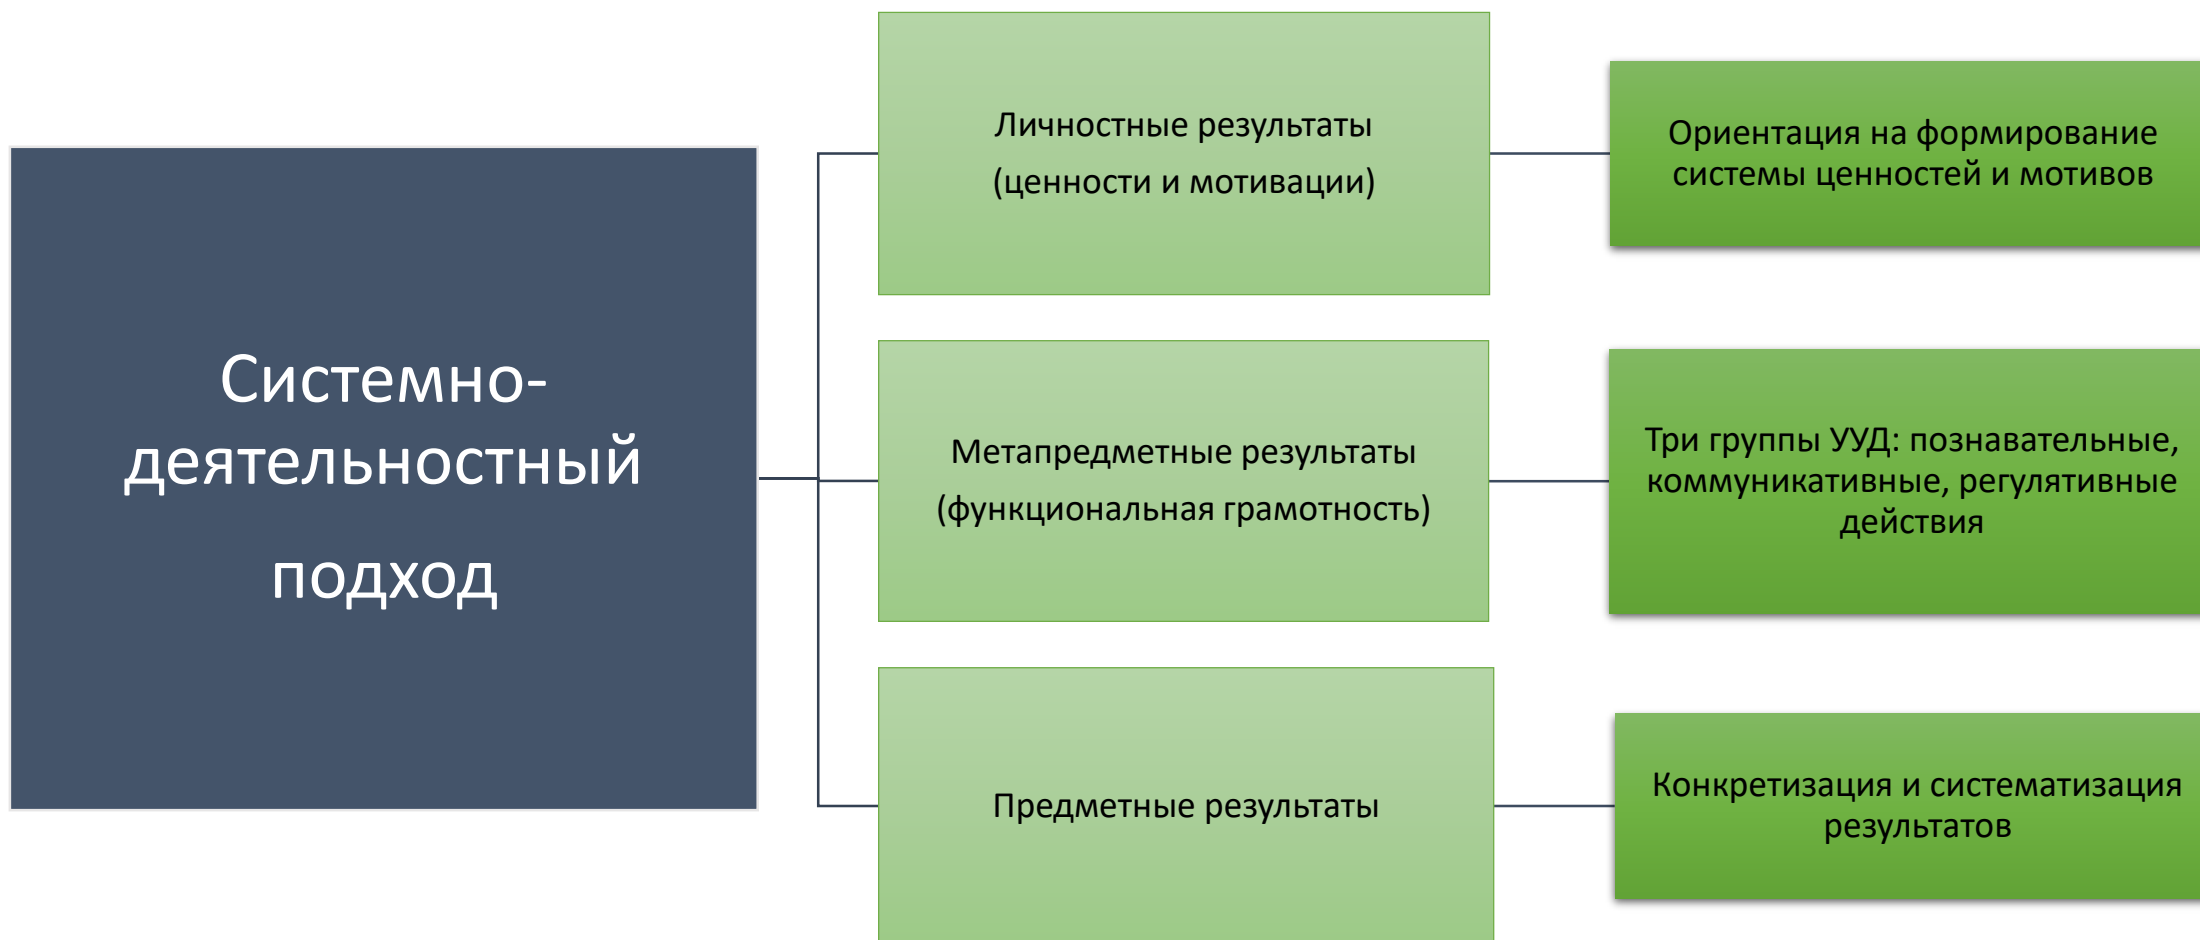 Системно-
деятельностный
подход
Личностные результаты
(ценности и мотивации)
Ориентация на формирование
системы ценностей и мотивов
Метапредметные результаты
(функциональная грамотность)
Три группы УУД: познавательные,
коммуникативные, регулятивные
действия
Предметные результаты
Конкретизация и систематизация
результатов